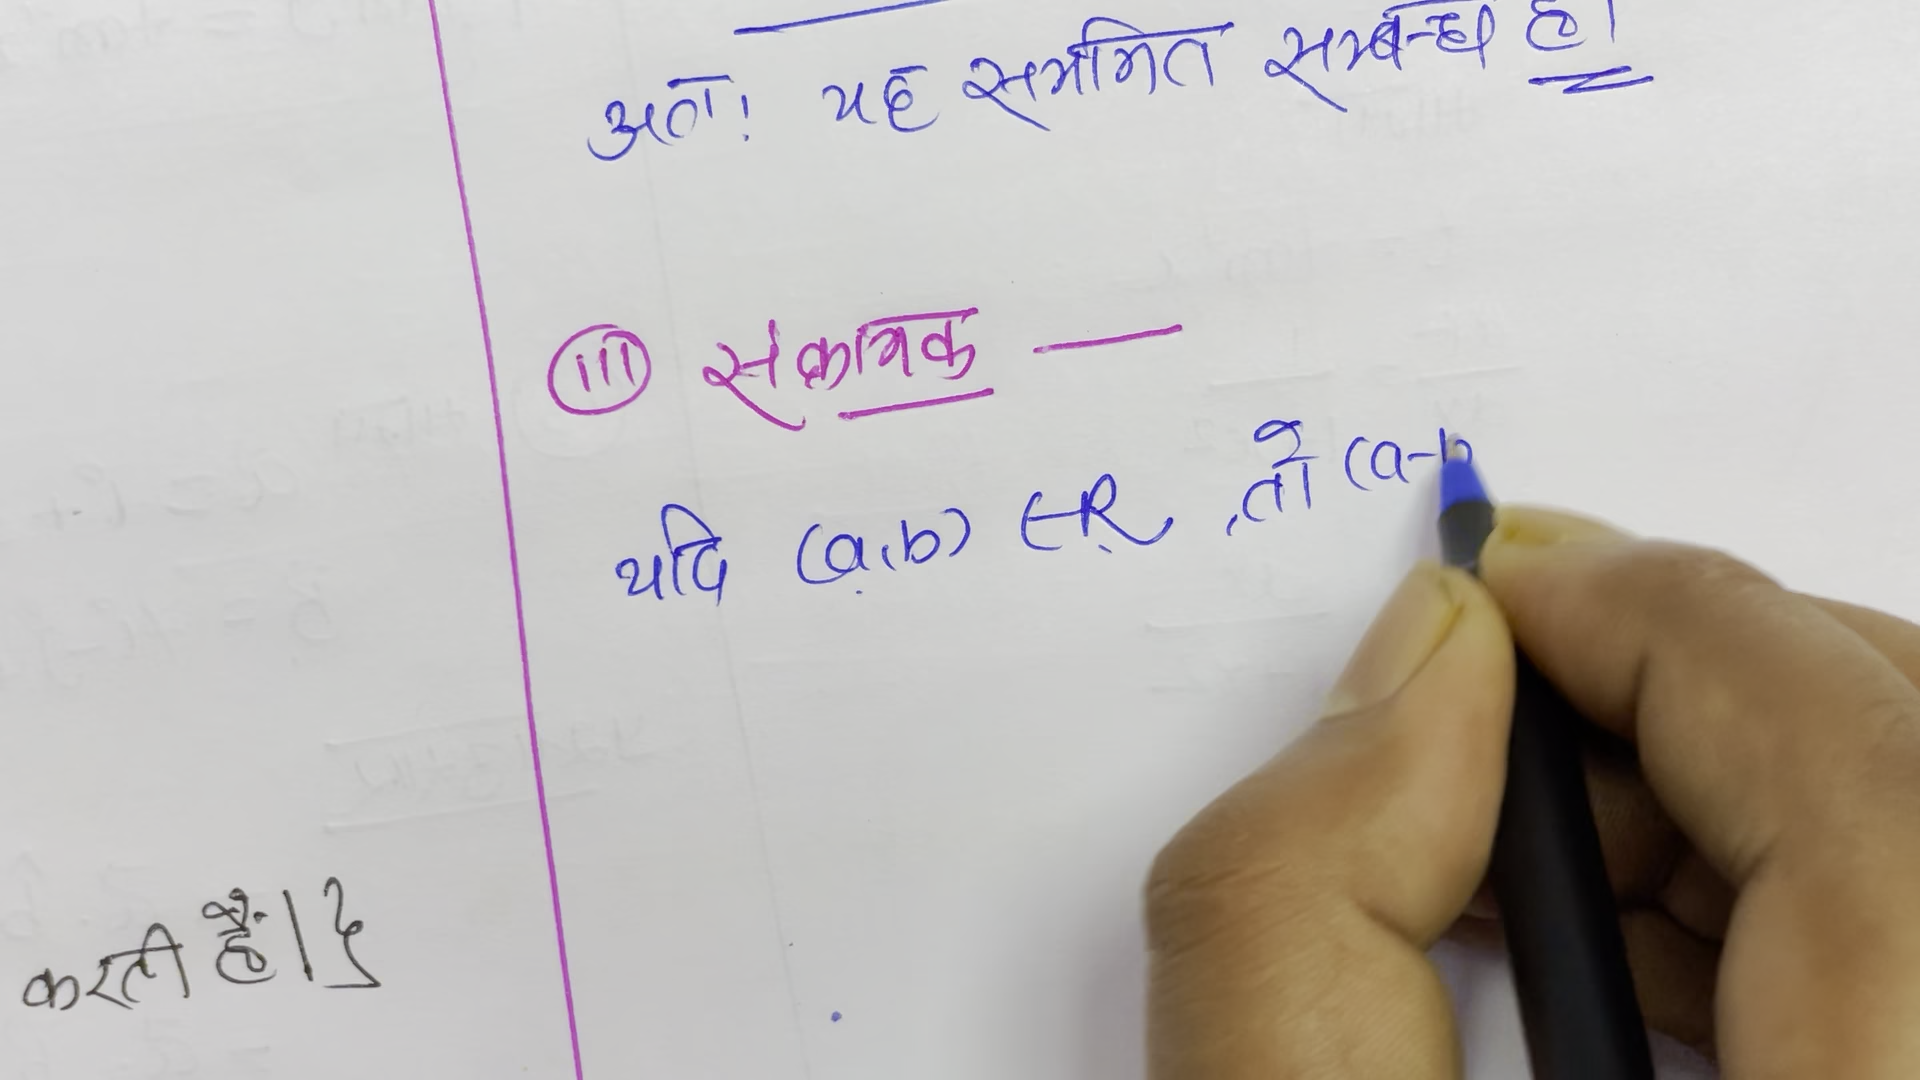 अतः यह सममित सम्बन्ध है।
(iii) संक्रामक —
यदि (a,b) ∈ R, तो (a-b
करती हैं।}